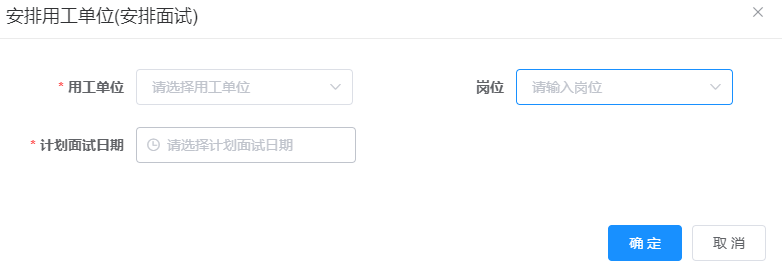 安排用工单位(安排面试)
* 用工单位 请选择用工单位 岗位 请输入岗位
* 计划面试日期 请选择计划面试日期
确定 取消